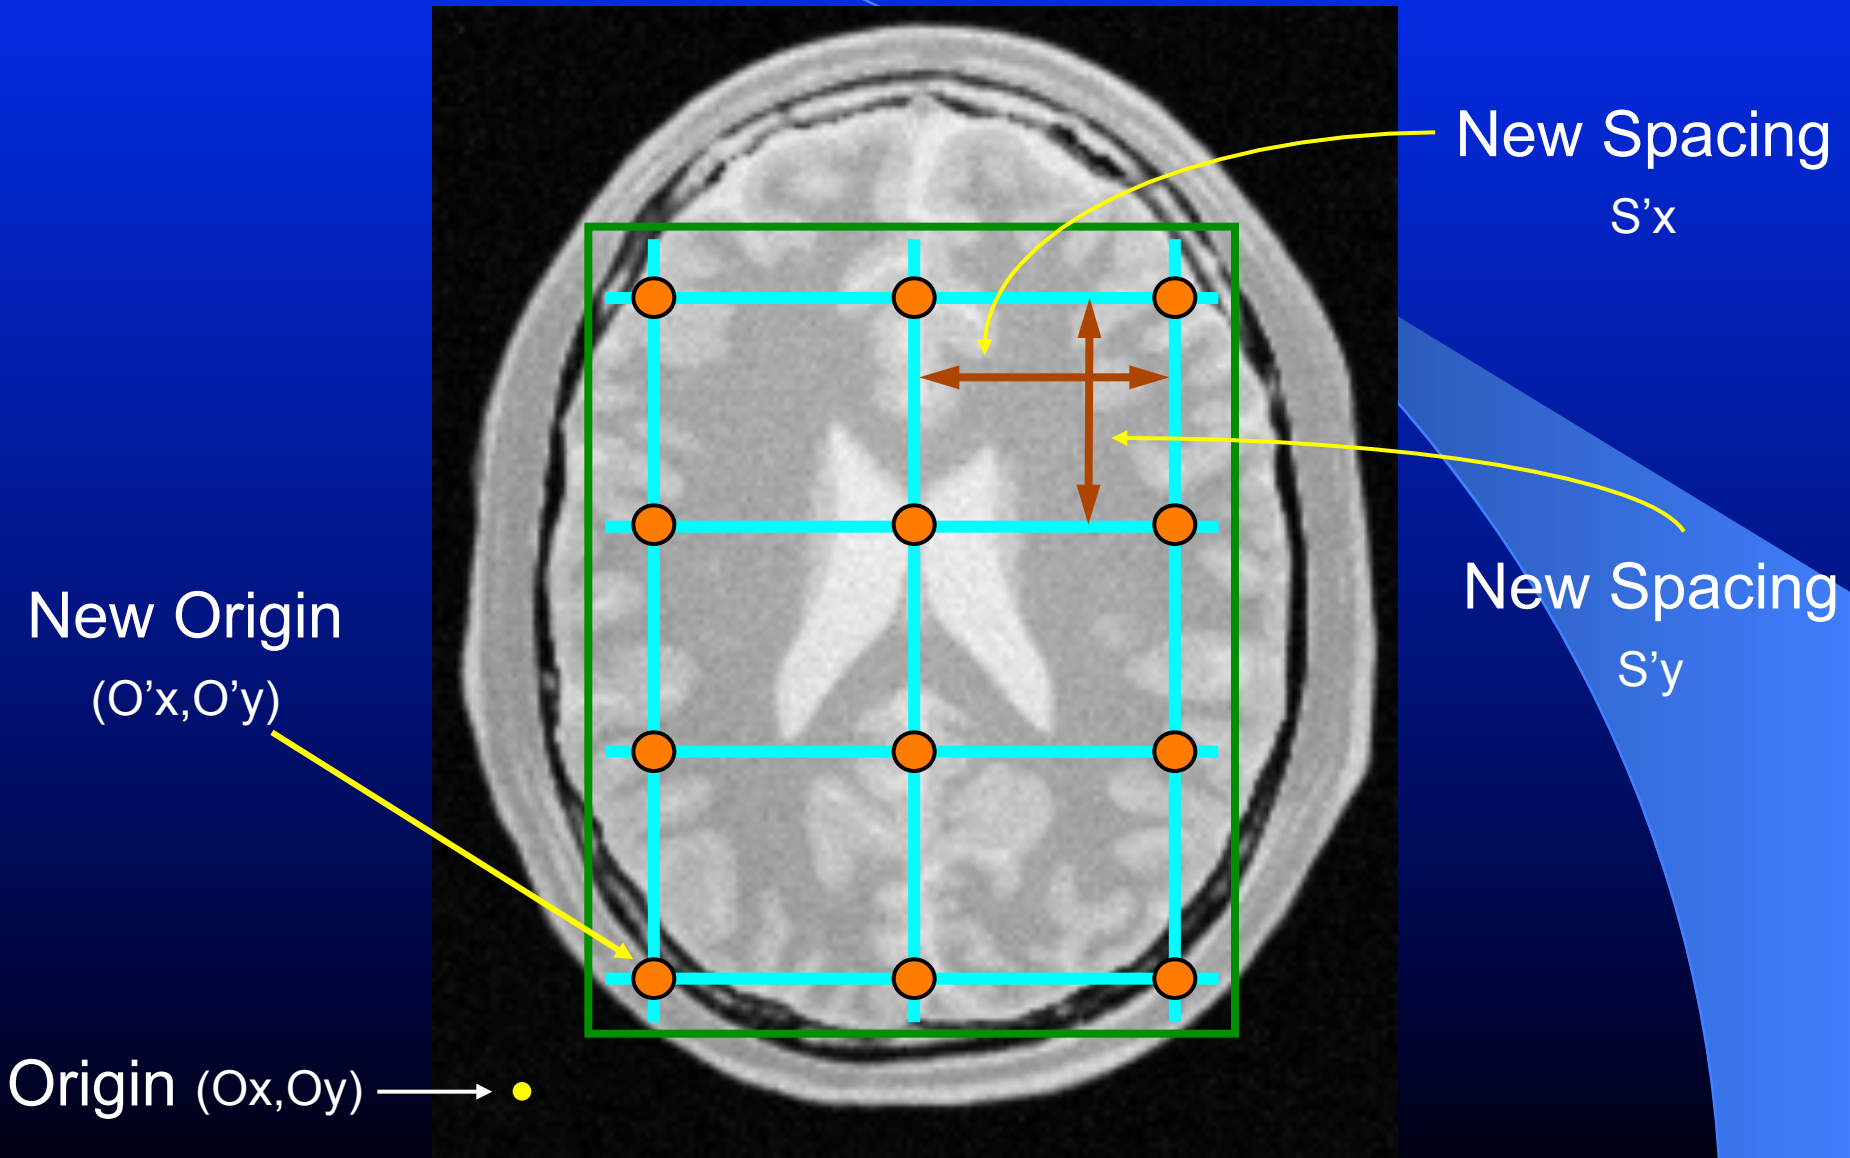 New Spacing
S’x
New Origin
(O’x,O’y)
New Spacing
S’y
Origin (Ox,Oy)